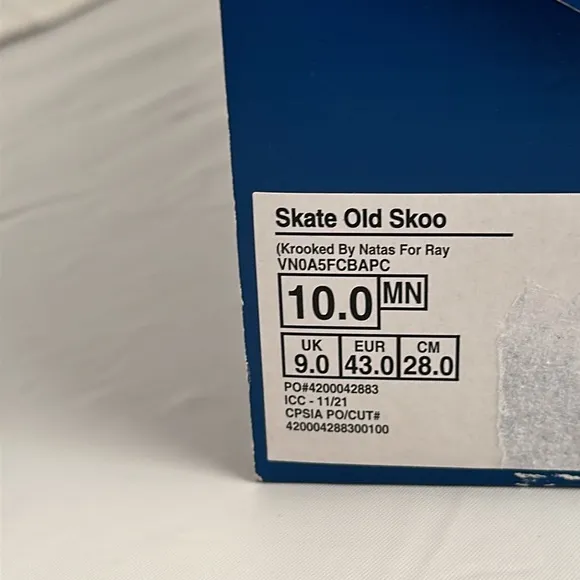 Skate Old Skoo
(Krooked By Natas For Ray
VN0A5FCBAPC
10.0 MN
UK EUR CM
9.0 43.0 28.0
PO#4200042883
ICC - 11/21
CPSIA PO/CUT#
420004288300100